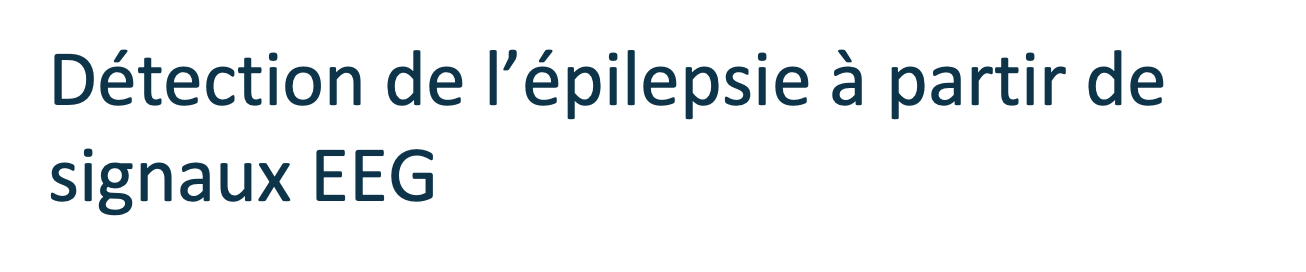 Détection de l’épilepsie à partir de
signaux EEG